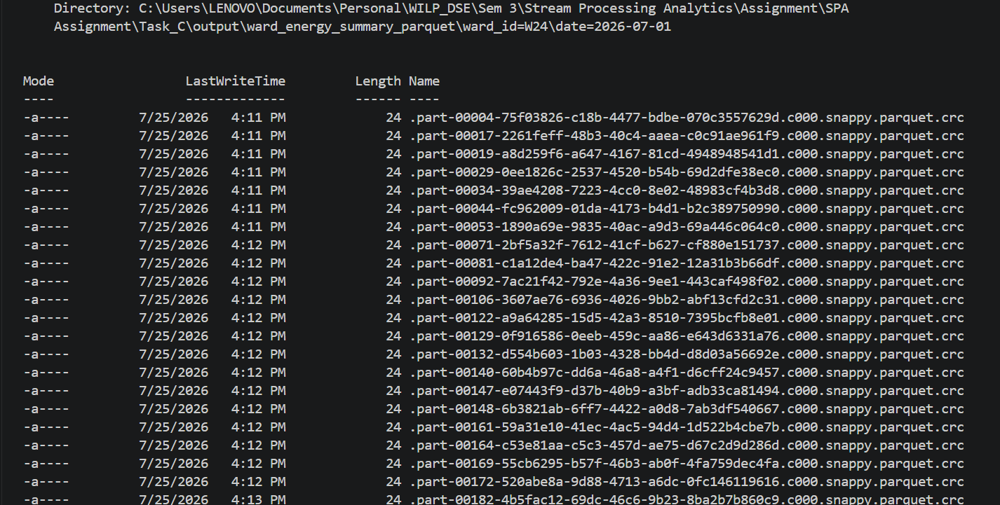 Directory: C:\Users\LENOVO\Documents\Personal\WILP_DSE\Sem 3\Stream Processing Analytics\Assignment\SPA
Assignment\Task_C\output\ward_energy_summary_parquet\ward_id=W24\date=2026-07-01
Mode LastWriteTime Length Name
---- ------------- ------ ----
-a---- 7/25/2026 4:11 PM 24 .part-00004-75f03826-c18b-4477-bdbe-070c3557629d.c000.snappy.parquet.crc
-a---- 7/25/2026 4:11 PM 24 .part-00017-2261feff-48b3-40c4-aaea-c0c91ae961f9.c000.snappy.parquet.crc
-a---- 7/25/2026 4:11 PM 24 .part-00019-a8d259f6-a647-4167-81cd-4948948541d1.c000.snappy.parquet.crc
-a---- 7/25/2026 4:11 PM 24 .part-00029-0ee1826c-2537-4520-b54b-69d2dfe38ec0.c000.snappy.parquet.crc
-a---- 7/25/2026 4:11 PM 24 .part-00034-39ae4208-7223-4cc0-8e02-48983cf4b3d8.c000.snappy.parquet.crc
-a---- 7/25/2026 4:11 PM 24 .part-00044-fc962009-01da-4173-b4d1-b2c389750990.c000.snappy.parquet.crc
-a---- 7/25/2026 4:11 PM 24 .part-00053-1890a69e-9835-40ac-a9d3-69a446c064c0.c000.snappy.parquet.crc
-a---- 7/25/2026 4:12 PM 24 .part-00071-2bf5a32f-7612-41cf-b627-cf880e151737.c000.snappy.parquet.crc
-a---- 7/25/2026 4:12 PM 24 .part-00081-c1a12de4-ba47-422c-91e2-12a31b3b66df.c000.snappy.parquet.crc
-a---- 7/25/2026 4:12 PM 24 .part-00092-7ac21f42-792e-4a36-9ee1-443caf498f02.c000.snappy.parquet.crc
-a---- 7/25/2026 4:12 PM 24 .part-00106-3607ae76-6936-4026-9bb2-abf13cfd2c31.c000.snappy.parquet.crc
-a---- 7/25/2026 4:12 PM 24 .part-00122-a9a64285-15d5-42a3-8510-7395bcfb8e01.c000.snappy.parquet.crc
-a---- 7/25/2026 4:12 PM 24 .part-00129-0f916586-0eeb-459c-aa86-e643d6331a76.c000.snappy.parquet.crc
-a---- 7/25/2026 4:12 PM 24 .part-00132-d554b603-1b03-4328-bb4d-d8d03a56692e.c000.snappy.parquet.crc
-a---- 7/25/2026 4:12 PM 24 .part-00140-60b4b97c-dd6a-46a8-a4f1-d6cff24c9457.c000.snappy.parquet.crc
-a---- 7/25/2026 4:12 PM 24 .part-00147-e07443f9-d37b-40b9-a3bf-adb33ca81494.c000.snappy.parquet.crc
-a---- 7/25/2026 4:12 PM 24 .part-00148-6b3821ab-6ff7-4422-a0d8-7ab3df540667.c000.snappy.parquet.crc
-a---- 7/25/2026 4:12 PM 24 .part-00161-59a31e10-41ec-4ac5-94d4-1d522b4cbe7b.c000.snappy.parquet.crc
-a---- 7/25/2026 4:12 PM 24 .part-00164-c53e81aa-c5c3-457d-ae75-d67c2d9d286d.c000.snappy.parquet.crc
-a---- 7/25/2026 4:12 PM 24 .part-00169-55cb6295-b57f-46b3-ab0f-4fa759dec4fa.c000.snappy.parquet.crc
-a---- 7/25/2026 4:12 PM 24 .part-00172-520abe8a-9d88-4713-a6dc-0fc146119616.c000.snappy.parquet.crc
-a---- 7/25/2026 4:13 PM 24 .part-00182-4b5fac12-69dc-46c6-9b23-8ba2b7b860c9.c000.snappy.parquet.crc